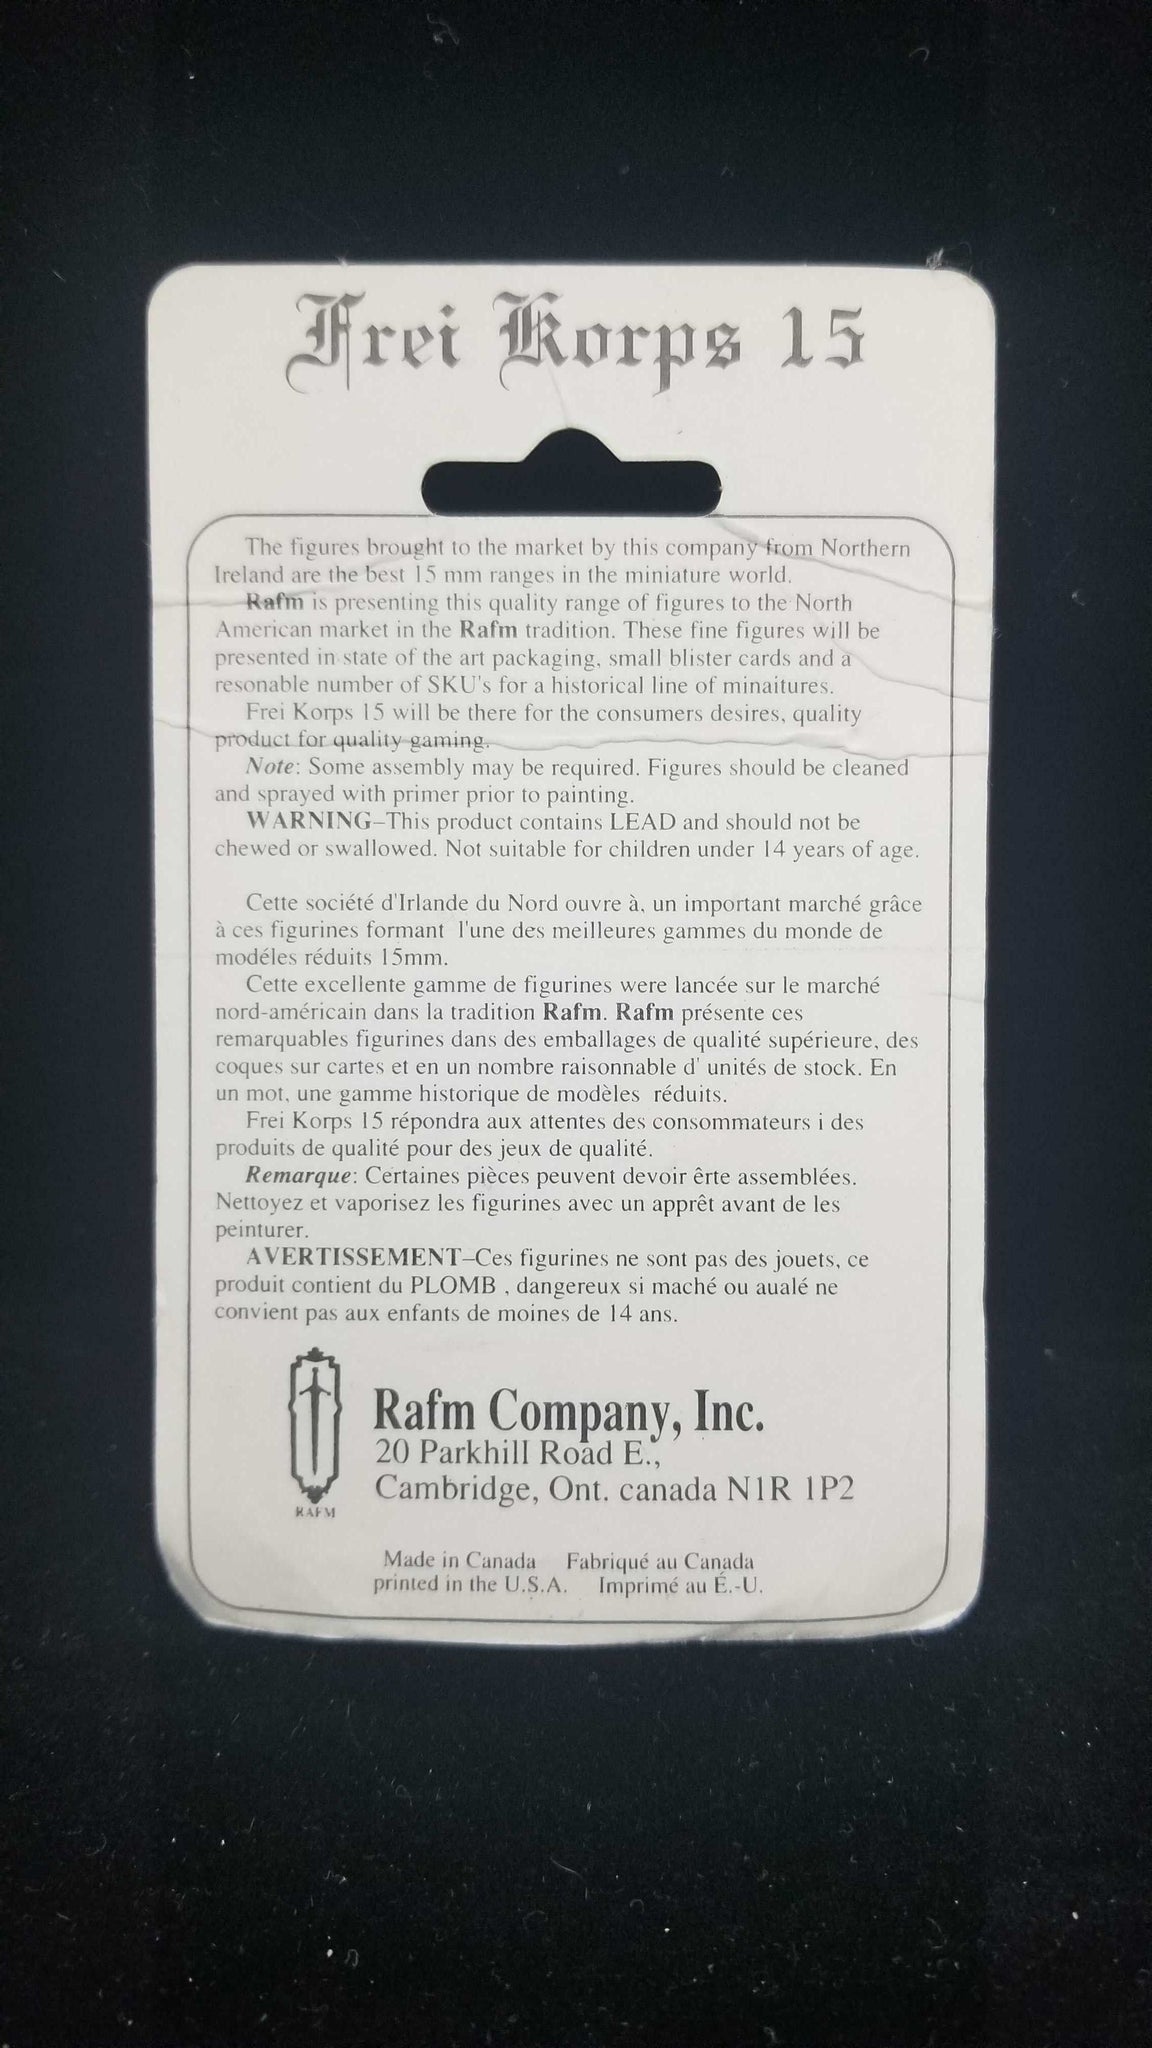 Frei Korps 15
The figures brought to the market by this company from Northern
Ireland are the best 15 mm ranges in the miniature world.
Rafm is presenting this quality range of figures to the North
American market in the Rafm tradition. These fine figures will be
presented in state of the art packaging, small blister cards and a
resonable number of SKU's for a historical line of minaitures.
Frei Korps 15 will be there for the consumers desires, quality
product for quality gaming.
Note: Some assembly may be required. Figures should be cleaned
and sprayed with primer prior to painting.
WARNING–This product contains LEAD and should not be
chewed or swallowed. Not suitable for children under 14 years of age.
Cette société d'Irlande du Nord ouvre à, un important marché grâce
à ces figurines formant l'une des meilleures gammes du monde de
modéles réduits 15mm.
Cette excellente gamme de figurines were lancée sur le marché
nord-américain dans la tradition Rafm. Rafm présente ces
remarquables figurines dans des emballages de qualité supérieure, des
coques sur cartes et en un nombre raisonnable d' unités de stock. En
un mot, une gamme historique de modèles réduits.
Frei Korps 15 répondra aux attentes des consommateurs i des
produits de qualité pour des jeux de qualité.
Remarque: Certaines pièces peuvent devoir êrte assemblées.
Nettoyez et vaporisez les figurines avec un apprêt avant de les
peinturer.
AVERTISSEMENT–Ces figurines ne sont pas des jouets, ce
produit contient du PLOMB , dangereux si maché ou aualé ne
convient pas aux enfants de moines de 14 ans.
RAFM
Rafm Company, Inc.
20 Parkhill Road E.,
Cambridge, Ont. canada N1R 1P2
Made in Canada Fabriqué au Canada
printed in the U.S.A. Imprimé au É.-U.